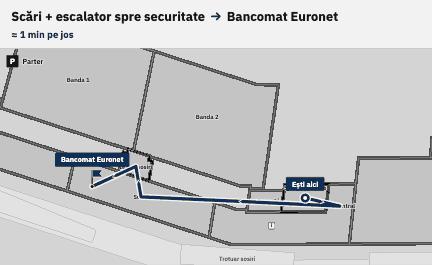 Scări + escalator spre securitate → Bancomat Euronet
≈ 1 min pe jos
P Parter
Banda 1
Banda 2
Bancomat Euronet
Ești aici
Trotuar sosiri